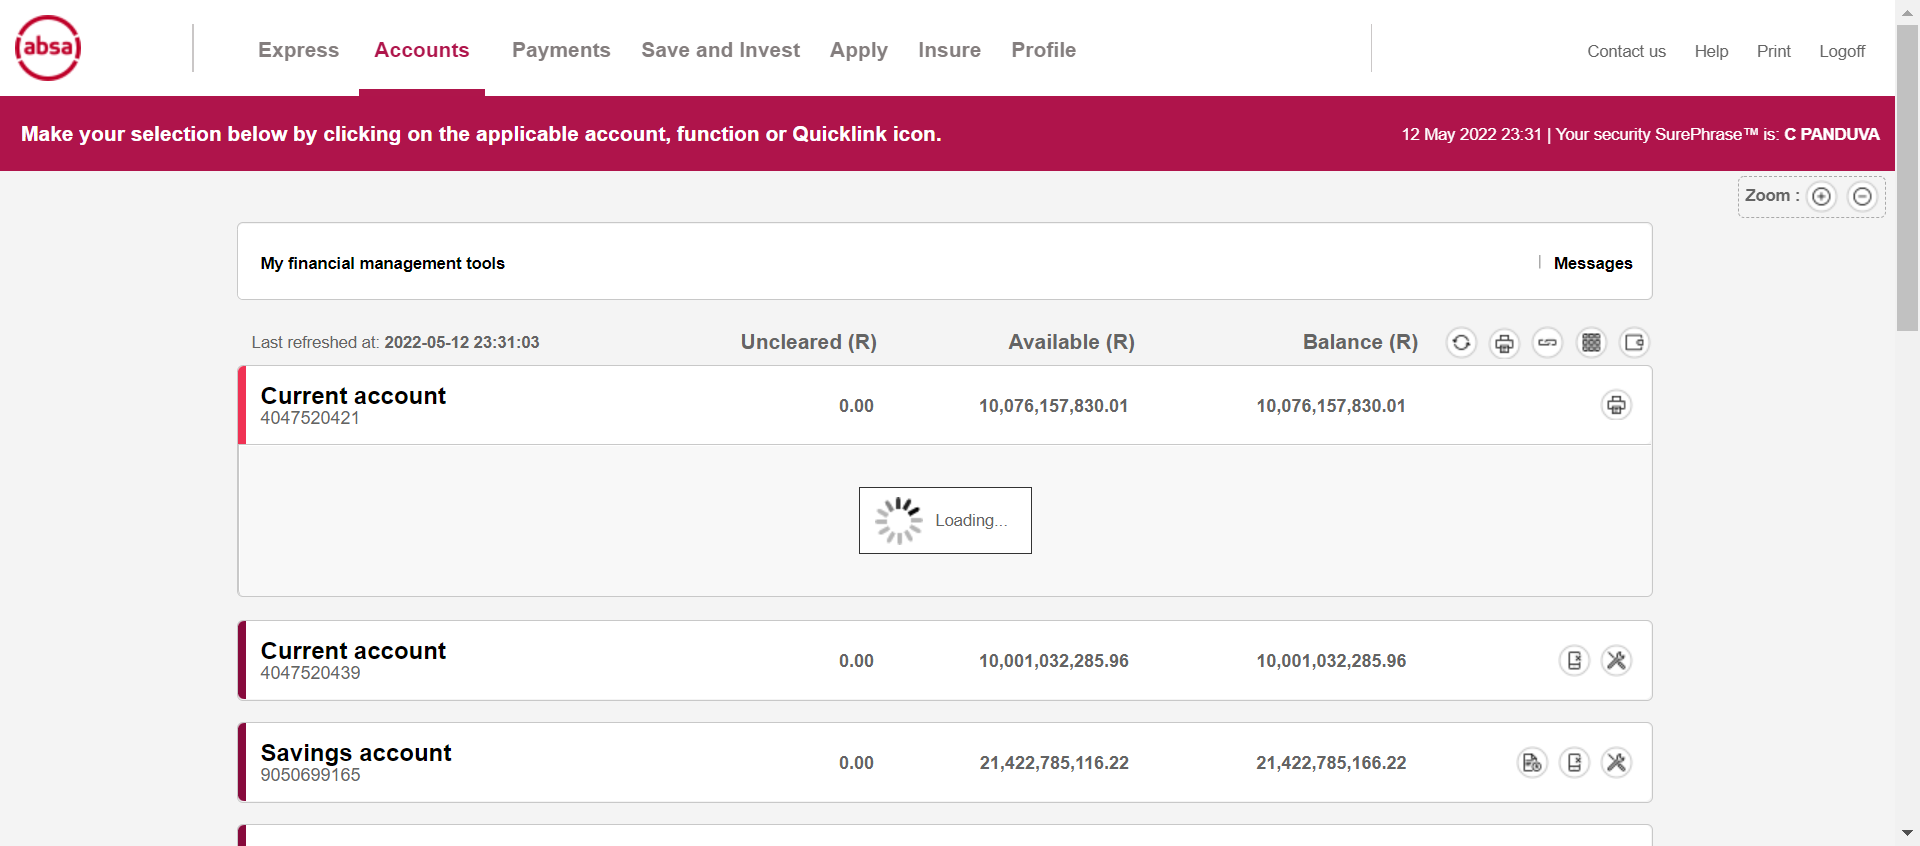 absa
Express Accounts Payments Save and Invest Apply Insure Profile
Contact us Help Print Logoff
Make your selection below by clicking on the applicable account, function or Quicklink icon.
12 May 2022 23:31 | Your security SurePhrase™ is: C PANDUVA
Zoom :
My financial management tools
Messages
Last refreshed at: 2022-05-12 23:31:03 Uncleared (R) Available (R) Balance (R)
Current account
4047520421
0.00 10,076,157,830.01 10,076,157,830.01
Loading...
Current account
4047520439
0.00 10,001,032,285.96 10,001,032,285.96
Savings account
9050699165
0.00 21,422,785,116.22 21,422,785,166.22